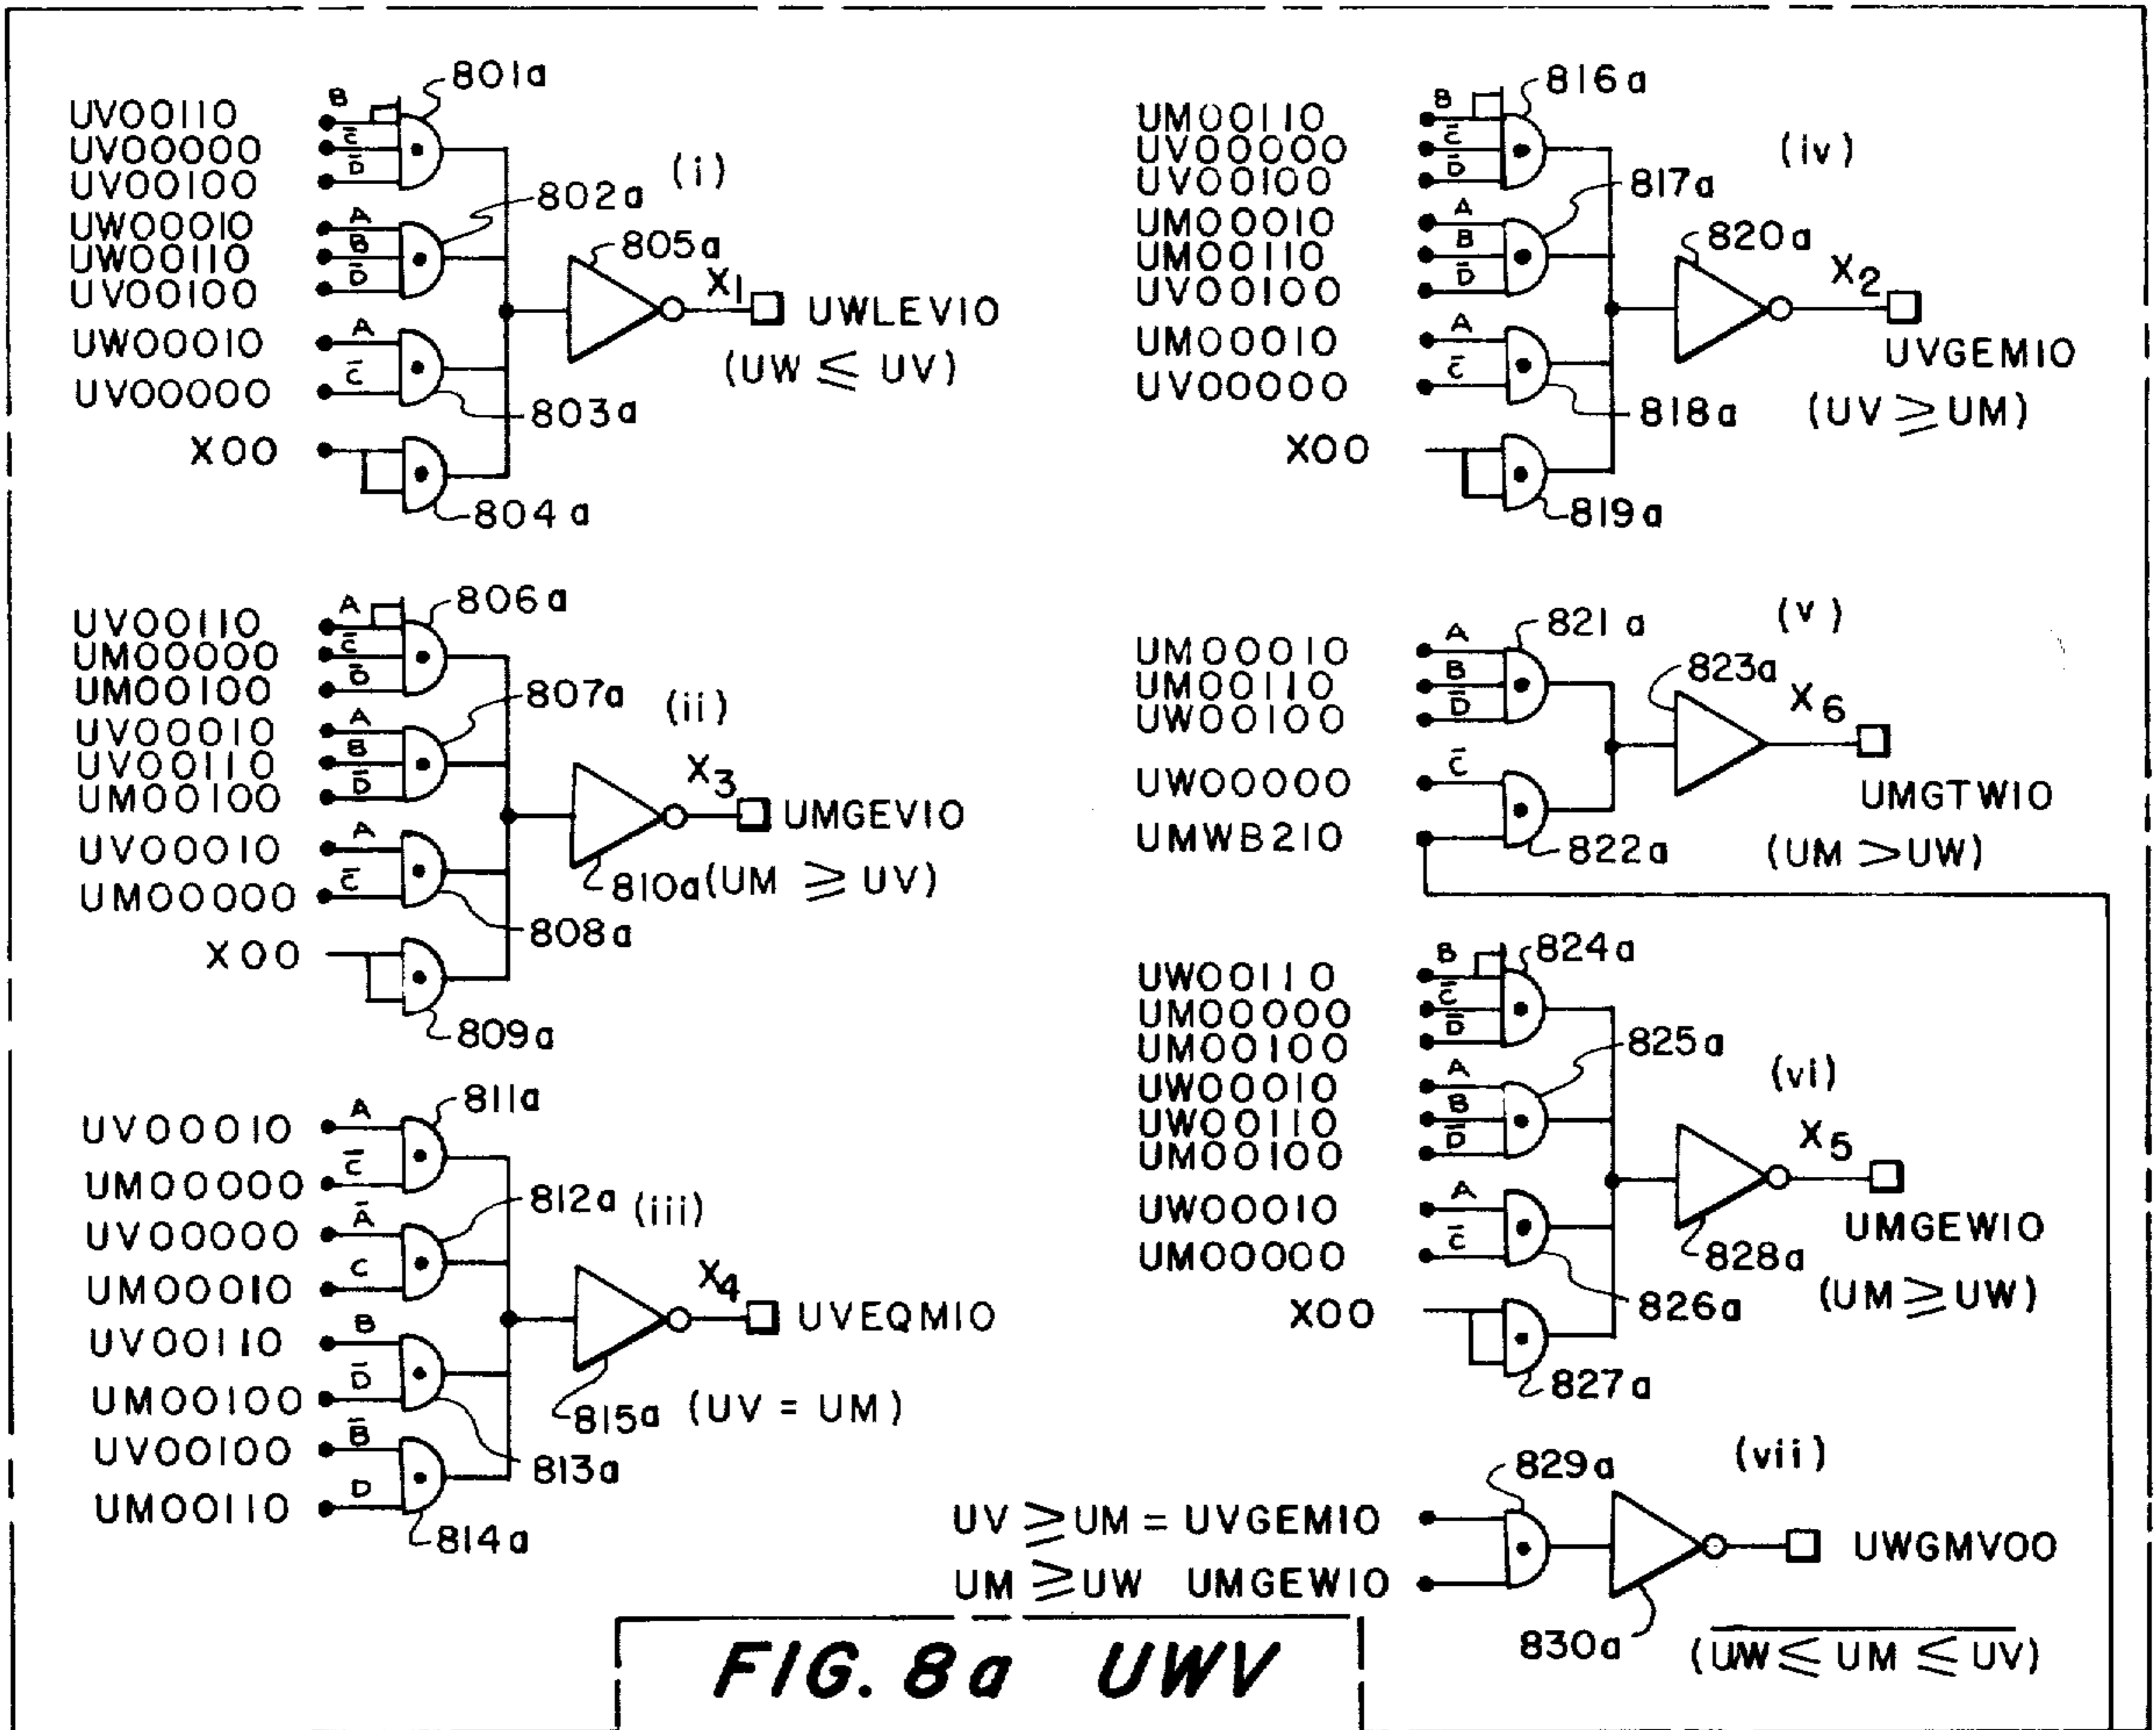 801a
B
UV00110
C̄
UV00000
D̄
UV00100
802a
(i)
A
UW00010
B
UW00110
D̄
UV00100
805a
X1
UWLEV10
(UW ≤ UV)
A
UW00010
C̄
UV00000
803a
X00
804a
806a
A
UV00110
C̄
UM00000
D̄
UM00100
807a
(ii)
A
UV00010
B
UV00110
D̄
UM00100
X3
UMGEV10
810a (UM ≥ UV)
A
UV00010
C̄
UM00000
808a
X00
809a
811a
A
UV00010
C̄
UM00000
812a (iii)
Ā
UV00000
C
UM00010
X4
UVEQM10
815a (UV = UM)
B
UV00110
D̄
UM00100
813a
B̄
UV00100
D
UM00110
814a
816a
B
UM00110
C̄
UV00000
D̄
UV00100
(iv)
817a
A
UM00010
B
UM00110
D̄
UV00100
820a
X2
UVGEM10
(UV ≥ UM)
A
UM00010
C̄
UV00000
818a
X00
819a
821a
(v)
A
UM00010
B
UM00110
D̄
UW00100
823a
X6
UMGTW10
(UM > UW)
C̄
UW00000
UMWB210
822a
824a
B
UW00110
C̄
UM00000
D̄
UM00100
825a
(vi)
A
UW00010
B
UW00110
D̄
UM00100
X5
UMGEW10
828a
(UM ≥ UW)
A
UW00010
C̄
UM00000
826a
X00
827a
829a
(vii)
UV ≥ UM = UVGEM10
UM ≥ UW UMGEW10
UWGMV00
830a
(UW ≤ UM ≤ UV)
FIG. 8a UWV